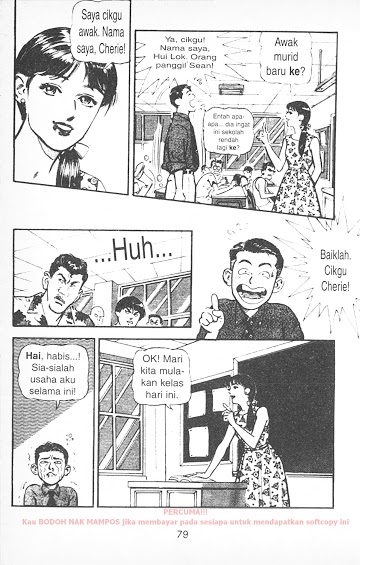 Saya cikgu
awak. Nama
saya, Cherie!
Ya, cikgu!
Nama saya,
Hui Lok. Orang
panggil Sean!
Awak
murid
baru ke?
Entah apa-
apa... dia ingat
ini sekolah
rendah
lagi ke?
...Huh...
Baiklah.
Cikgu
Cherie!
Hai, habis...!
Sia-sialah
usaha aku
selama ini!
OK! Mari
kita mula-
kan kelas
hari ini.
PERCUMA!!!
Kau BODOH NAK MAMPOS jika membayar pada sesiapa untuk mendapatkan softcopy ini
79